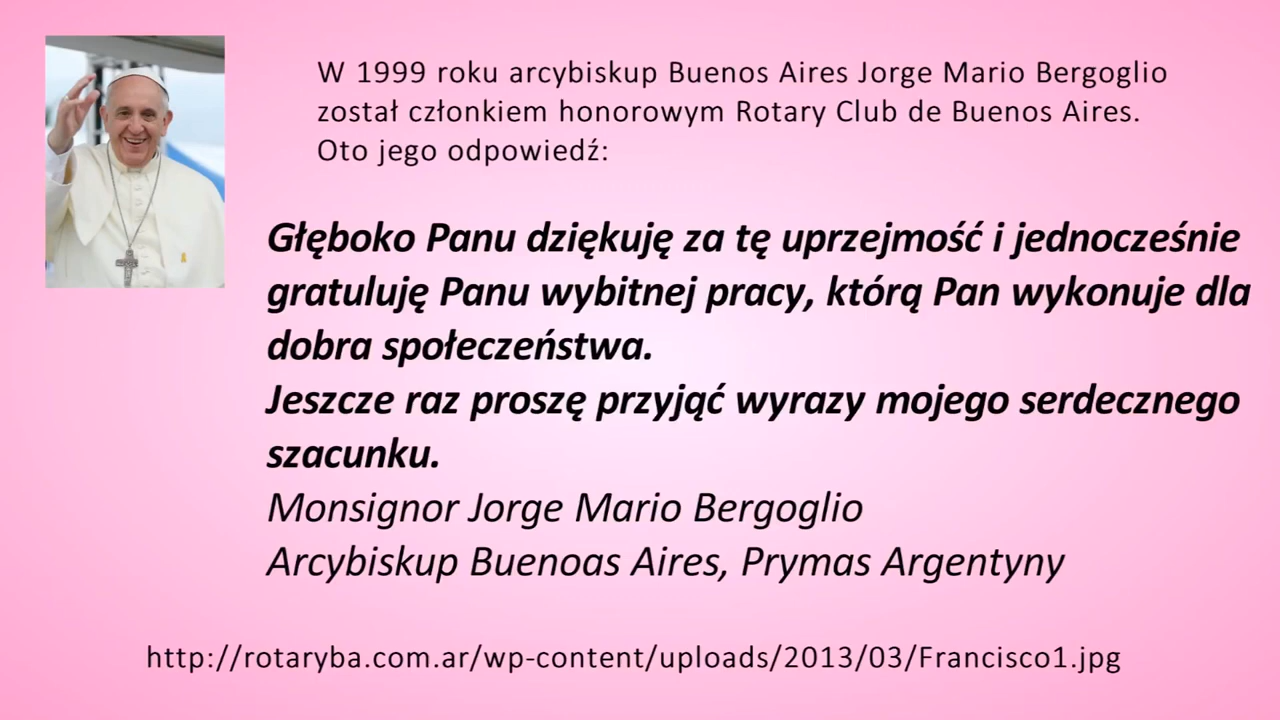 W 1999 roku arcybiskup Buenos Aires Jorge Mario Bergoglio
został członkiem honorowym Rotary Club de Buenos Aires.
Oto jego odpowiedź:
Głęboko Panu dziękuję za tę uprzejmość i jednocześnie
gratuluję Panu wybitnej pracy, którą Pan wykonuje dla
dobra społeczeństwa.
Jeszcze raz proszę przyjąć wyrazy mojego serdecznego
szacunku.
Monsignor Jorge Mario Bergoglio
Arcybiskup Buenoas Aires, Prymas Argentyny
http://rotaryba.com.ar/wp-content/uploads/2013/03/Francisco1.jpg